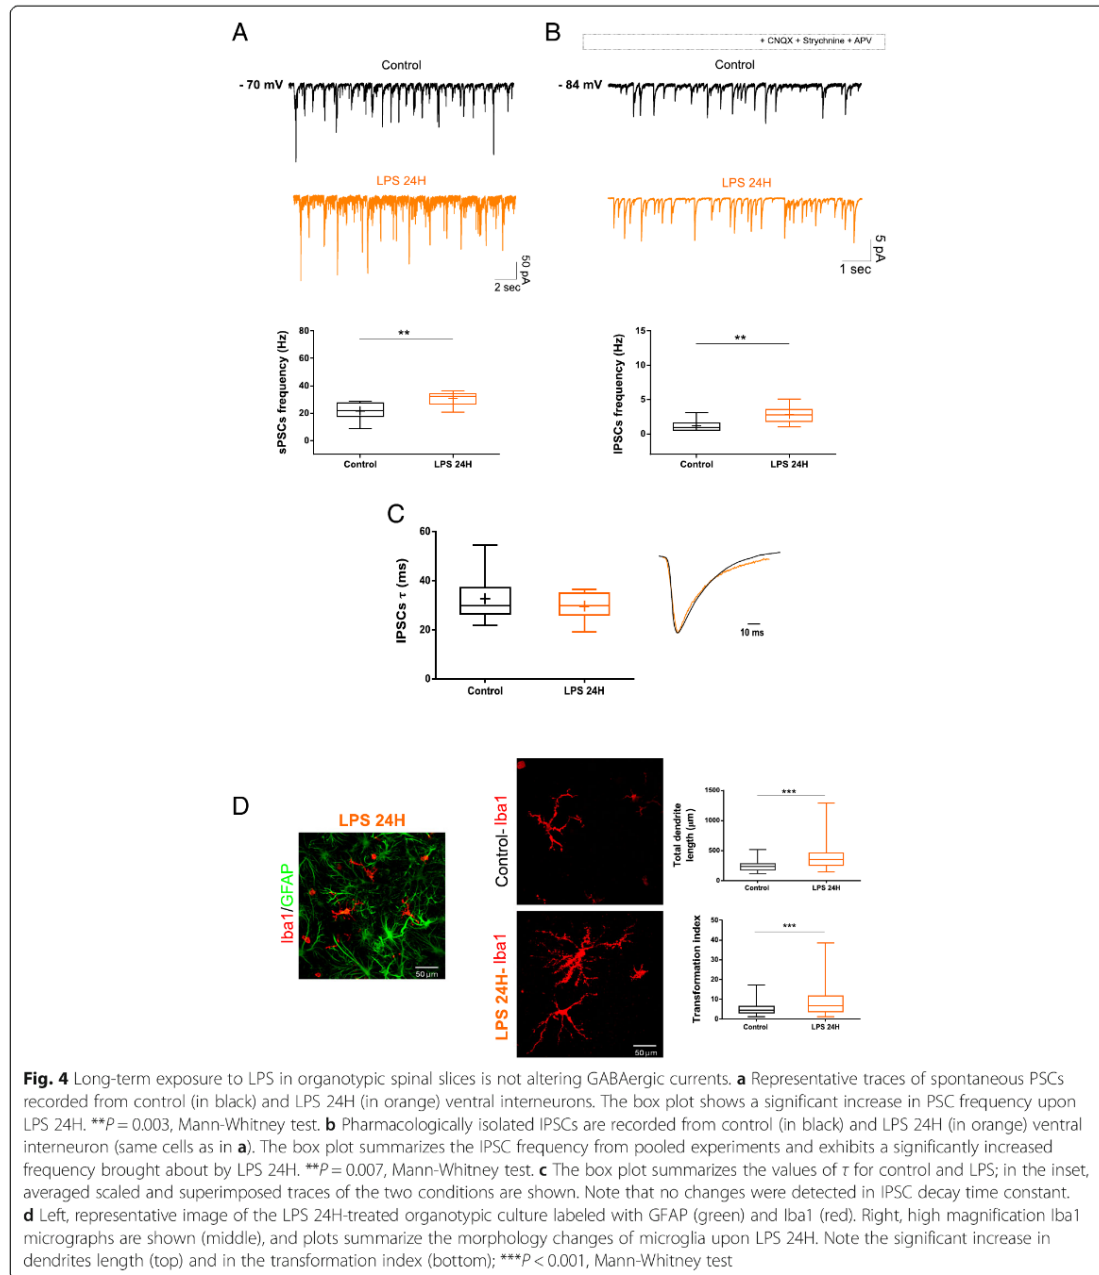 A
B
+ CNQX + Strychnine + APV
Control
Control
- 70 mV
- 84 mV
LPS 24H
LPS 24H
50 pA
2 sec
5 pA
1 sec
sPSCs frequency (Hz)
80
60
40
20
0
**
Control
LPS 24H
IPSCs frequency (Hz)
15
10
5
0
**
Control
LPS 24H
C
IPSCs τ (ms)
60
40
20
0
Control
LPS 24H
10 ms
D
LPS 24H
Iba1/GFAP
50 μm
Control- Iba1
LPS 24H- Iba1
50 μm
Total dendrite
length (μm)
1500
1000
500
0
***
Control
LPS 24H
Transformation index
50
40
30
20
10
0
***
Control
LPS 24H
Fig. 4 Long-term exposure to LPS in organotypic spinal slices is not altering GABAergic currents. a Representative traces of spontaneous PSCs
recorded from control (in black) and LPS 24H (in orange) ventral interneurons. The box plot shows a significant increase in PSC frequency upon
LPS 24H. **P = 0.003, Mann-Whitney test. b Pharmacologically isolated IPSCs are recorded from control (in black) and LPS 24H (in orange) ventral
interneuron (same cells as in a). The box plot summarizes the IPSC frequency from pooled experiments and exhibits a significantly increased
frequency brought about by LPS 24H. **P = 0.007, Mann-Whitney test. c The box plot summarizes the values of τ for control and LPS; in the inset,
averaged scaled and superimposed traces of the two conditions are shown. Note that no changes were detected in IPSC decay time constant.
d Left, representative image of the LPS 24H-treated organotypic culture labeled with GFAP (green) and Iba1 (red). Right, high magnification Iba1
micrographs are shown (middle), and plots summarize the morphology changes of microglia upon LPS 24H. Note the significant increase in
dendrites length (top) and in the transformation index (bottom); ***P < 0.001, Mann-Whitney test